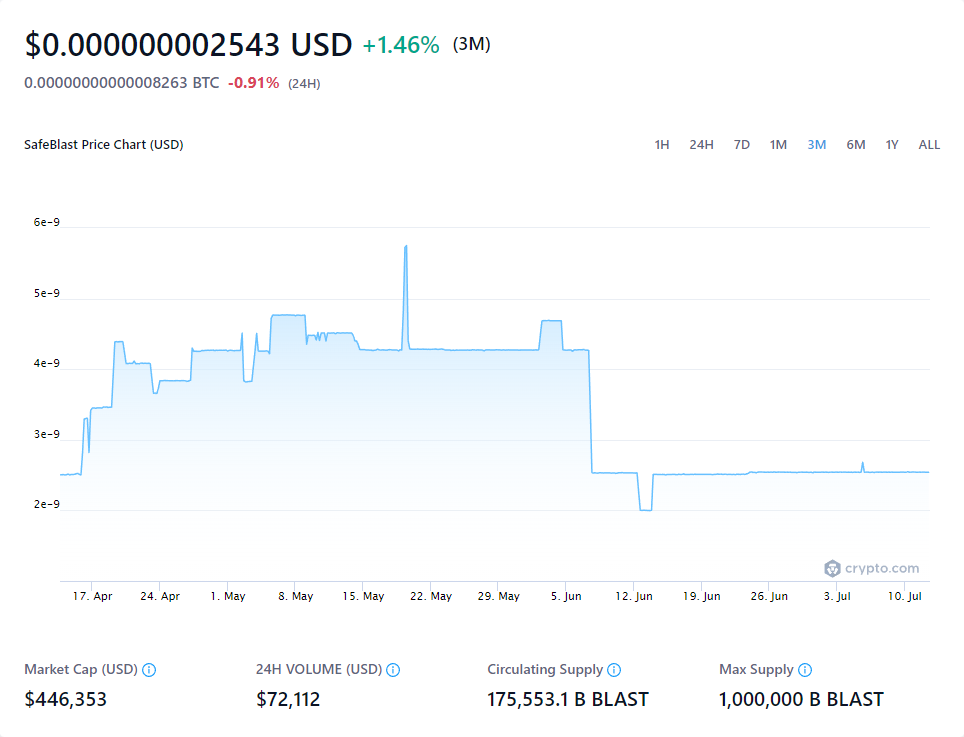 $0.000000002543 USD +1.46% (3M)
0.00000000000008263 BTC -0.91% (24H)
SafeBlast Price Chart (USD) 1H 24H 7D 1M 3M 6M 1Y ALL
6e-9
5e-9
4e-9
3e-9
2e-9
crypto.com
17. Apr 24. Apr 1. May 8. May 15. May 22. May 29. May 5. Jun 12. Jun 19. Jun 26. Jun 3. Jul 10. Jul
Market Cap (USD) 24H VOLUME (USD) Circulating Supply Max Supply
$446,353 $72,112 175,553.1 B BLAST 1,000,000 B BLAST